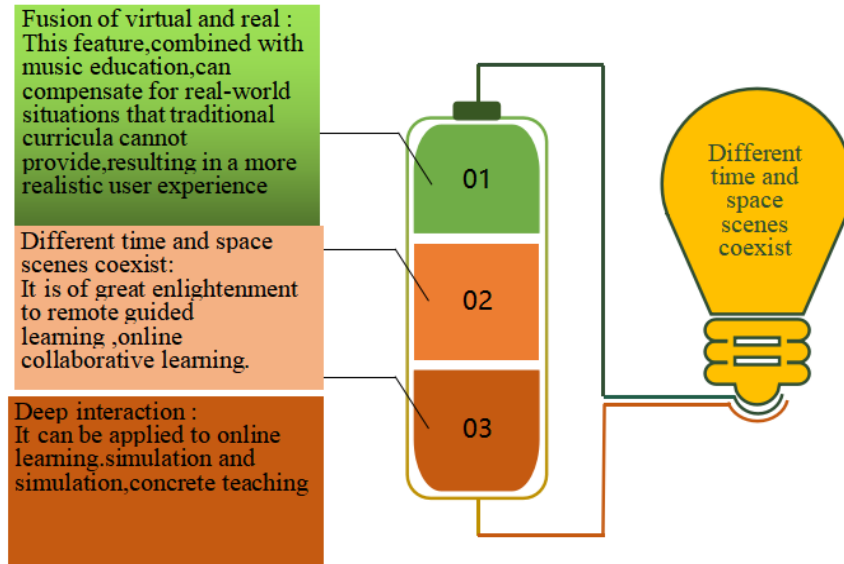 Fusion of virtual and real :
This feature,combined with
music education,can
compensate for real-world
situations that traditional
curricula cannot
provide,resulting in a more
realistic user experience
Different time and space
scenes coexist:
It is of great enlightenment
to remote guided
learning ,online
collaborative learning.
Deep interaction :
It can be applied to online
learning.simulation and
simulation,concrete teaching
01
02
03
Different
time and
space
scenes
coexist